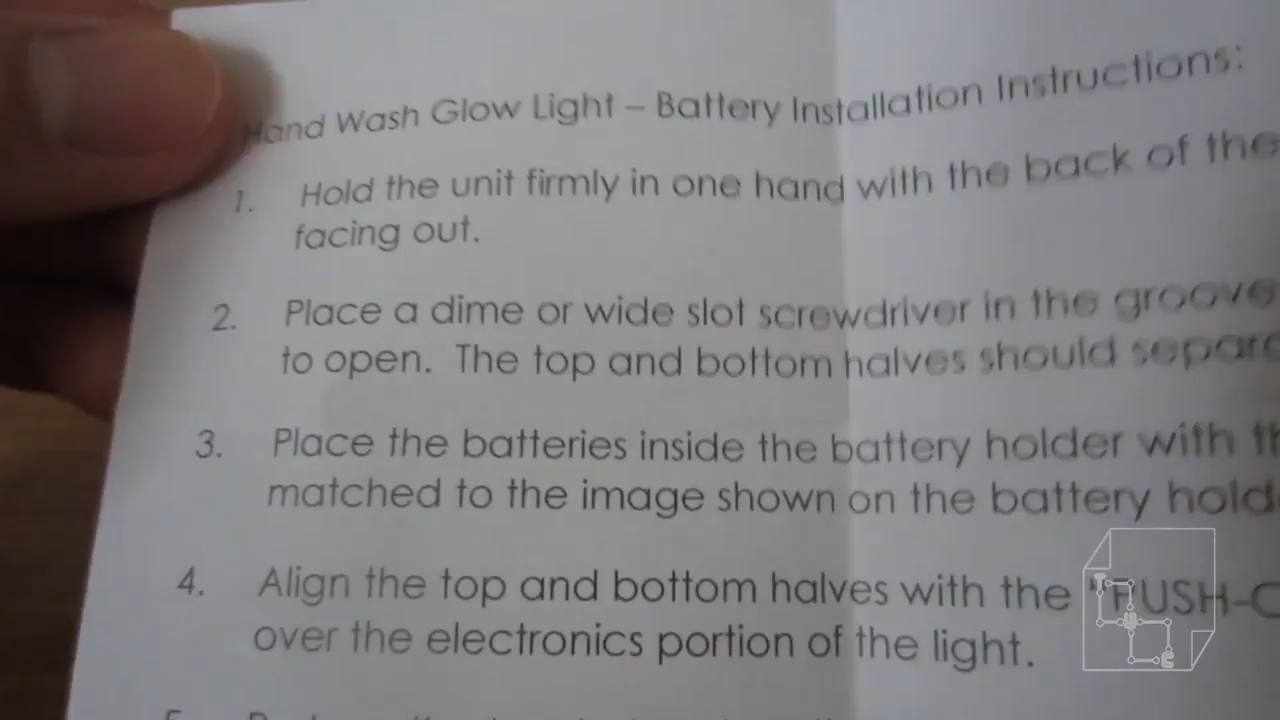 Hand Wash Glow Light – Battery Installation Instructions:
1. Hold the unit firmly in one hand with the back of the
facing out.
2. Place a dime or wide slot screwdriver in the groove
to open. The top and bottom halves should
3. Place the batteries inside the battery holder with
matched to the image shown on the battery
4. Align the top and bottom halves with the
over the electronics portion of the light.